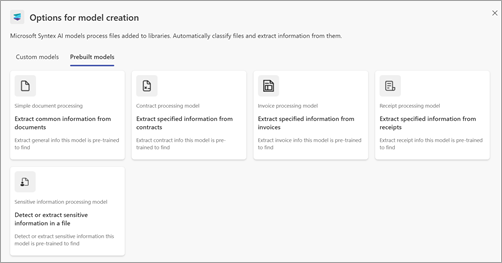 Options for model creation
Microsoft Syntex AI models process files added to libraries. Automatically classify files and extract information from them.
Custom models
Prebuilt models
Simple document processing
Extract common information from
documents
Extract general info this model is pre-trained
to find
Contract processing model
Extract specified information from
contracts
Extract contract info this model is pre-
trained to find
Invoice processing model
Extract specified information from
invoices
Extract invoice info this model is pre-
trained to find
Receipt processing model
Extract specified information from
receipts
Extract receipt info this model is pre-trained
to find
Sensitive information processing model
Detect or extract sensitive
information in a file
Detect or extract sensitive information this
model is pre-trained to find